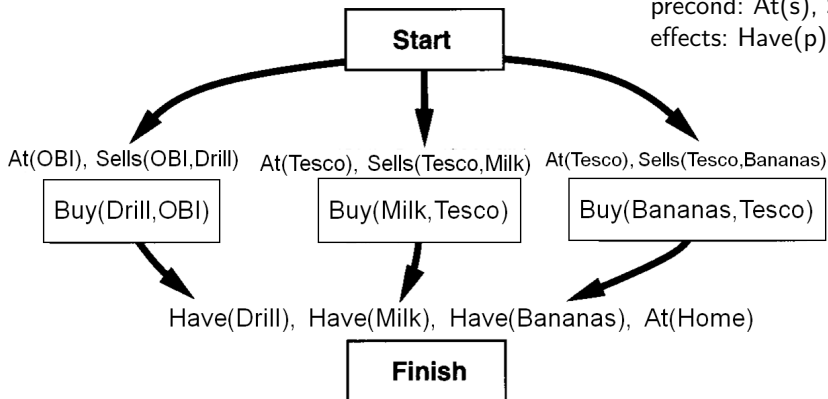 precond: At(s),
effects: Have(p)
Start
At(OBI), Sells(OBI,Drill) At(Tesco), Sells(Tesco,Milk) At(Tesco), Sells(Tesco,Bananas)
Buy(Drill,OBI) Buy(Milk,Tesco) Buy(Bananas,Tesco)
Have(Drill), Have(Milk), Have(Bananas), At(Home)
Finish